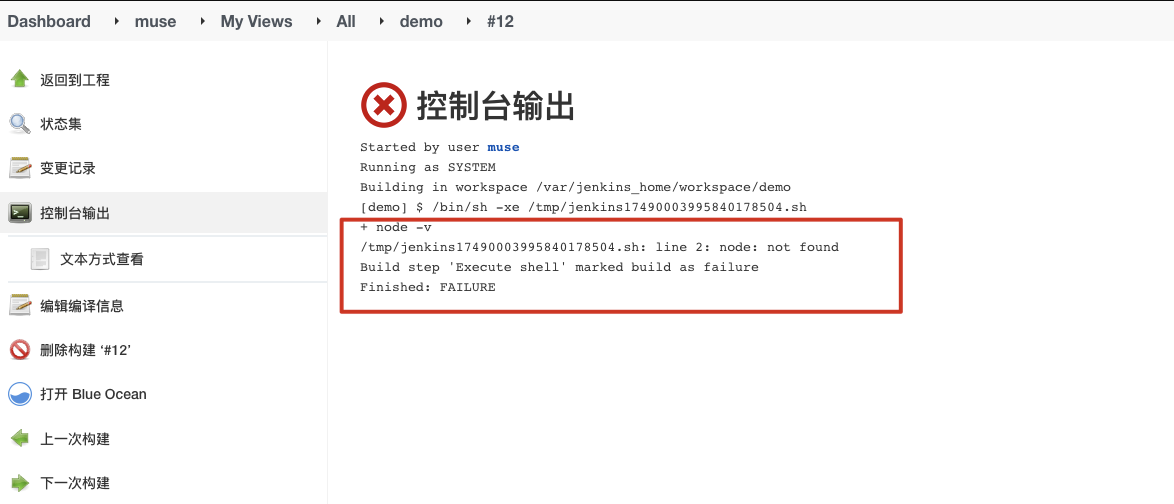 Dashboard ▸ muse ▸ My Views ▸ All ▸ demo ▸ #12
返回到工程
状态集
变更记录
控制台输出
文本方式查看
编辑编译信息
删除构建 ‘#12’
打开 Blue Ocean
上一次构建
下一次构建
控制台输出
Started by user muse
Running as SYSTEM
Building in workspace /var/jenkins_home/workspace/demo
[demo] $ /bin/sh -xe /tmp/jenkins17490003995840178504.sh
+ node -v
/tmp/jenkins17490003995840178504.sh: line 2: node: not found
Build step 'Execute shell' marked build as failure
Finished: FAILURE